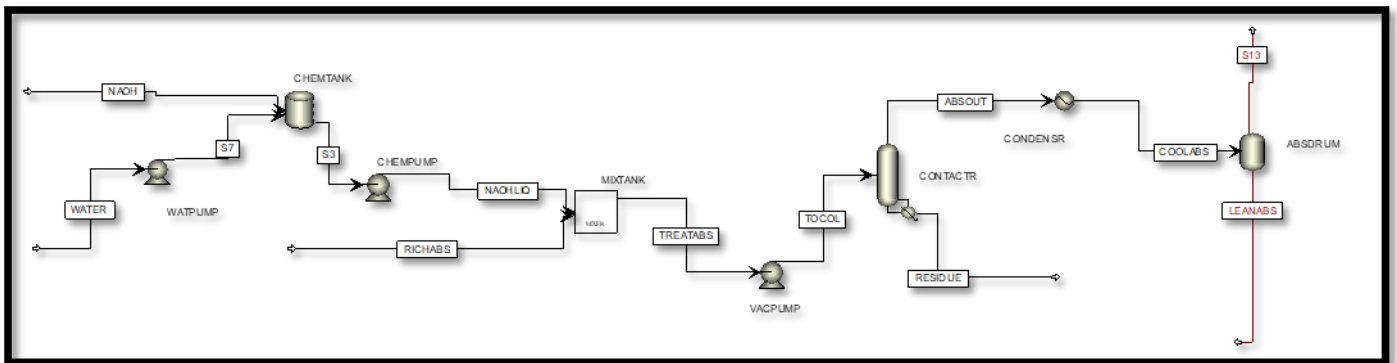 NAOH
CHEMTANK
S7
WATER
WATPUMP
S3
CHEMPUMP
NAOHLIQ
RICHABS
MIXTANK
MIXER
TREATABS
VACPUMP
TOCOL
CONTACTR
RESIDUE
ABSOUT
CONDENSR
COOLABS
S13
ABSDRUM
LEANABS